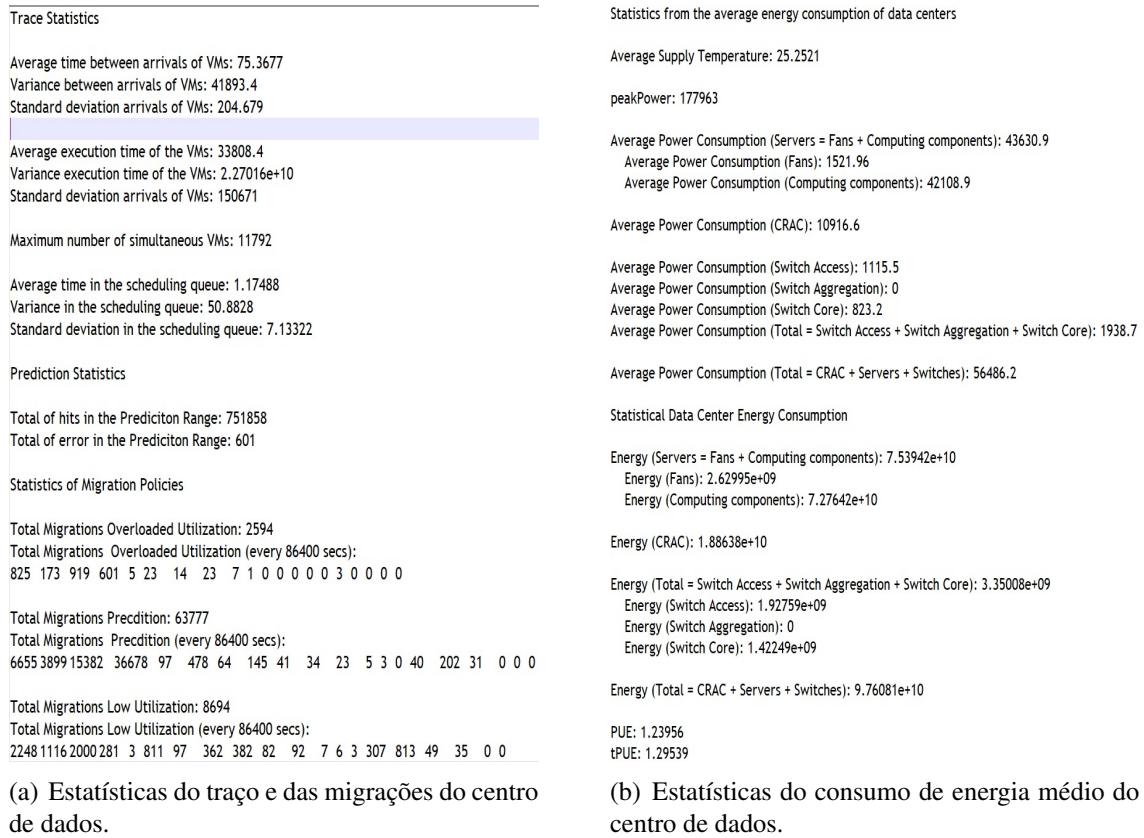 Trace Statistics
Average time between arrivals of VMs: 75.3677
Variance between arrivals of VMs: 41893.4
Standard deviation arrivals of VMs: 204.679
Average execution time of the VMs: 33808.4
Variance execution time of the VMs: 2.27016e+10
Standard deviation arrivals of VMs: 150671
Maximum number of simultaneous VMs: 11792
Average time in the scheduling queue: 1.17488
Variance in the scheduling queue: 50.8828
Standard deviation in the scheduling queue: 7.13322
Prediction Statistics
Total of hits in the Prediciton Range: 751858
Total of error in the Prediciton Range: 601
Statistics of Migration Policies
Total Migrations Overloaded Utilization: 2594
Total Migrations Overloaded Utilization (every 86400 secs):
825 173 919 601 5 23 14 23 7 1 0 0 0 0 0 3 0 0 0 0
Total Migrations Precdition: 63777
Total Migrations Precdition (every 86400 secs):
6655 3899 15382 36678 97 478 64 145 41 34 23 5 3 0 40 202 31 0 0 0
Total Migrations Low Utilization: 8694
Total Migrations Low Utilization (every 86400 secs):
2248 1116 2000 281 3 811 97 362 382 82 92 7 6 3 307 813 49 35 0 0
(a) Estatísticas do traço e das migrações do centro
de dados.
Statistics from the average energy consumption of data centers
Average Supply Temperature: 25.2521
peakPower: 177963
Average Power Consumption (Servers = Fans + Computing components): 43630.9
Average Power Consumption (Fans): 1521.96
Average Power Consumption (Computing components): 42108.9
Average Power Consumption (CRAC): 10916.6
Average Power Consumption (Switch Access): 1115.5
Average Power Consumption (Switch Aggregation): 0
Average Power Consumption (Switch Core): 823.2
Average Power Consumption (Total = Switch Access + Switch Aggregation + Switch Core): 1938.7
Average Power Consumption (Total = CRAC + Servers + Switches): 56486.2
Statistical Data Center Energy Consumption
Energy (Servers = Fans + Computing components): 7.53942e+10
Energy (Fans): 2.62995e+09
Energy (Computing components): 7.27642e+10
Energy (CRAC): 1.88638e+10
Energy (Total = Switch Access + Switch Aggregation + Switch Core): 3.35008e+09
Energy (Switch Access): 1.92759e+09
Energy (Switch Aggregation): 0
Energy (Switch Core): 1.42249e+09
Energy (Total = CRAC + Servers + Switches): 9.76081e+10
PUE: 1.23956
tPUE: 1.29539
(b) Estatísticas do consumo de energia médio do
centro de dados.